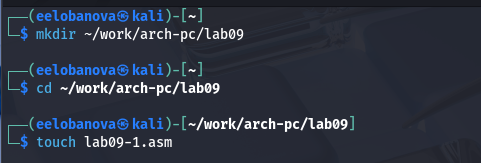 ┌──(eelobanova㉿kali)-[~]
└─$ mkdir ~/work/arch-pc/lab09
┌──(eelobanova㉿kali)-[~]
└─$ cd ~/work/arch-pc/lab09
┌──(eelobanova㉿kali)-[~/work/arch-pc/lab09]
└─$ touch lab09-1.asm